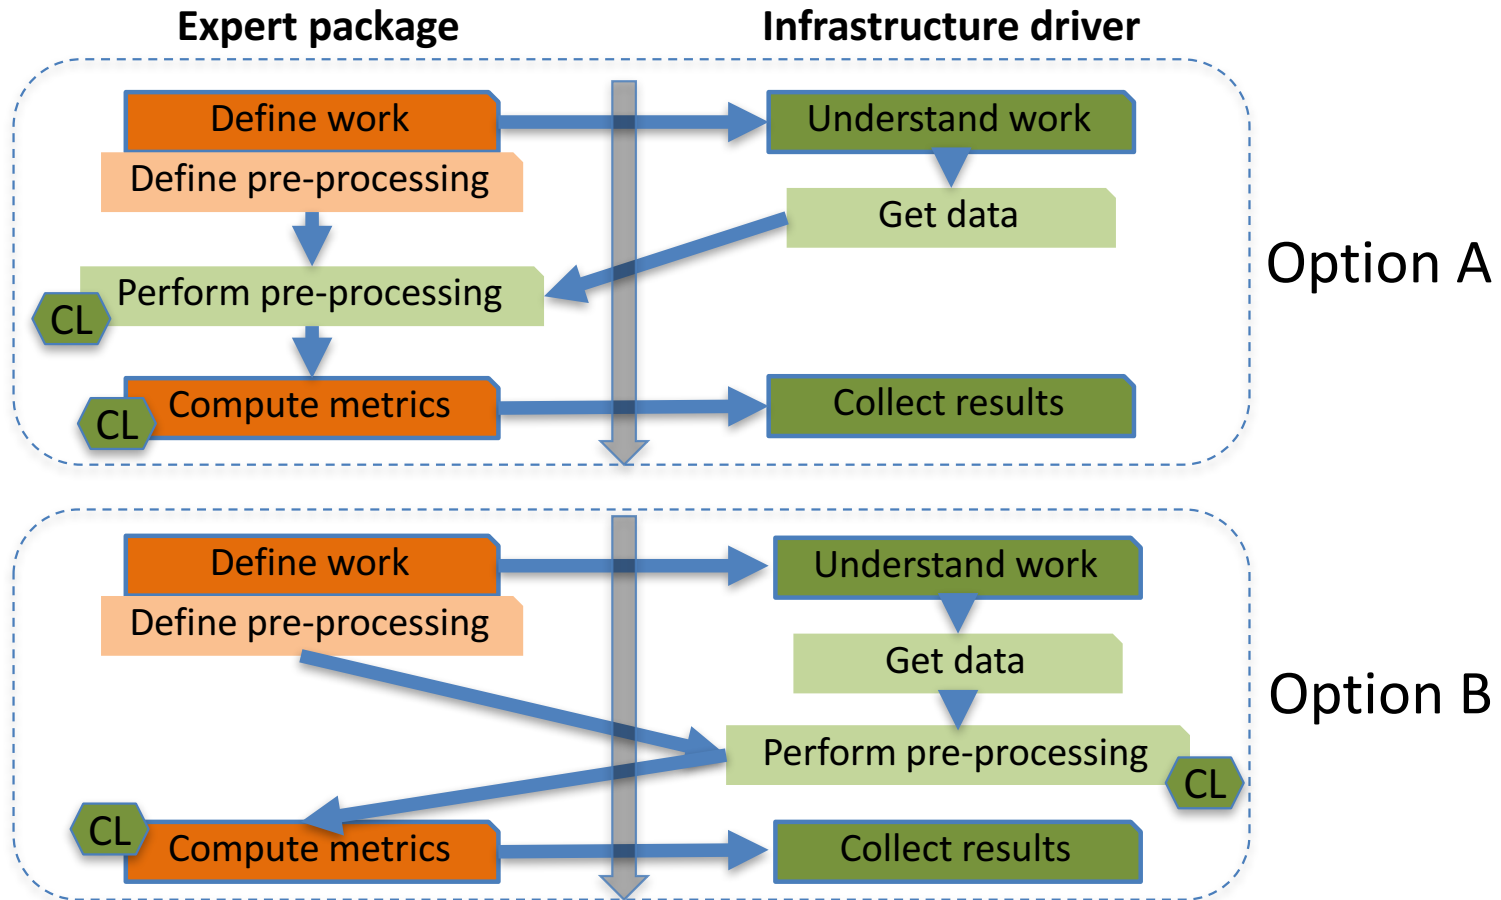 Expert package
Infrastructure driver
Define work
Understand work
Define pre-processing
Get data
Option A
Perform pre-processing
CL
Compute metrics
CL
Collect results
Define work
Understand work
Define pre-processing
Get data
Option B
Perform pre-processing
CL
CL
Compute metrics
Collect results